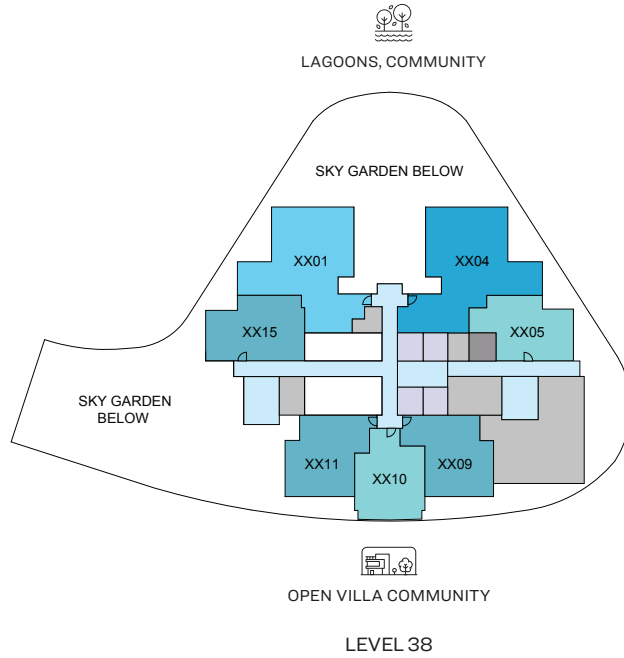 LAGOONS, COMMUNITY
SKY GARDEN BELOW
XX01
XX04
XX15
XX05
SKY GARDEN
BELOW
XX11
XX10
XX09
OPEN VILLA COMMUNITY
LEVEL 38